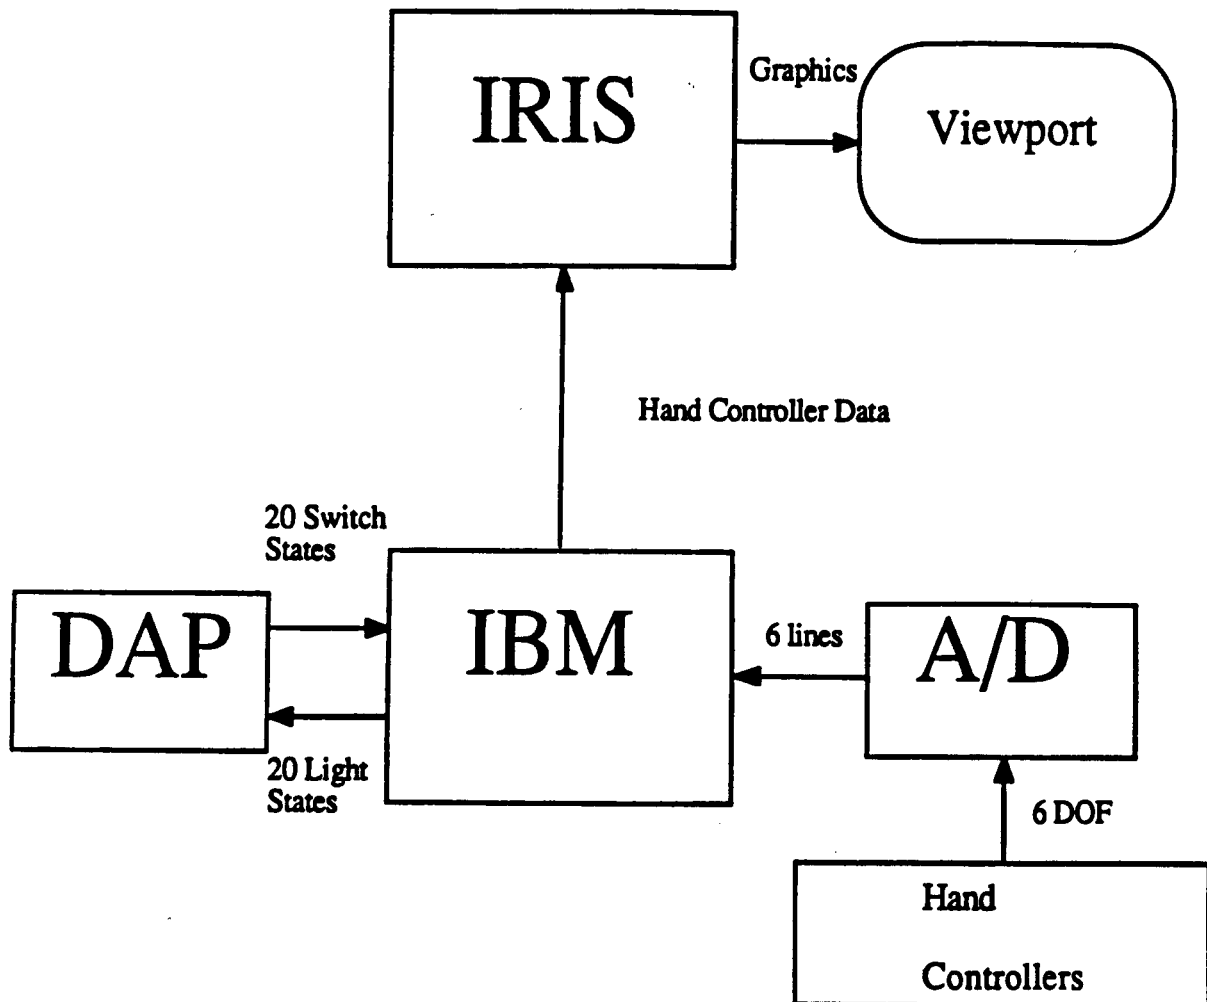 IRIS
Graphics
Viewport
Hand Controller Data
20 Switch
States
DAP
IBM
6 lines
A/D
20 Light
States
6 DOF
Hand
Controllers